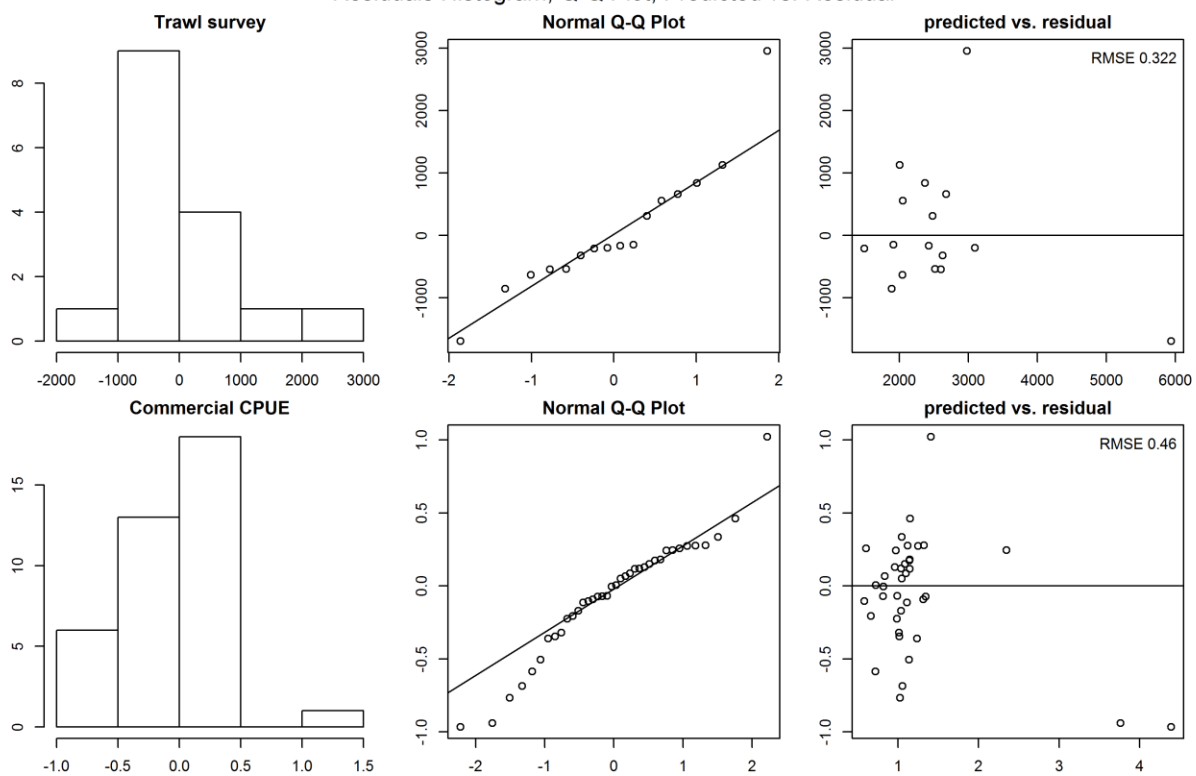 Residuals Histogram, Q-Q Plot, Predicted vs. Residual
Trawl survey
Normal Q-Q Plot
predicted vs. residual
8
6
4
2
0
-2000 -1000 0 1000 2000 3000
3000
2000
1000
0
-1000
-2 -1 0 1 2
RMSE 0.322
3000
2000
1000
0
-1000
2000 3000 4000 5000 6000
Commercial CPUE
Normal Q-Q Plot
predicted vs. residual
15
10
5
0
-1.0 -0.5 0.0 0.5 1.0 1.5
1.0
0.5
0.0
-0.5
-1.0
-2 -1 0 1 2
RMSE 0.46
1.0
0.5
0.0
-0.5
-1.0
1 2 3 4